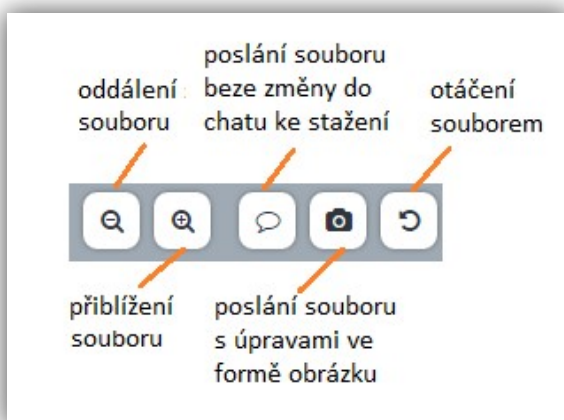 oddálení
souboru
poslání souboru
beze změny do
chatu ke stažení
otáčení
souborem
přiblížení
souboru
poslání souboru
s úpravami ve
formě obrázku